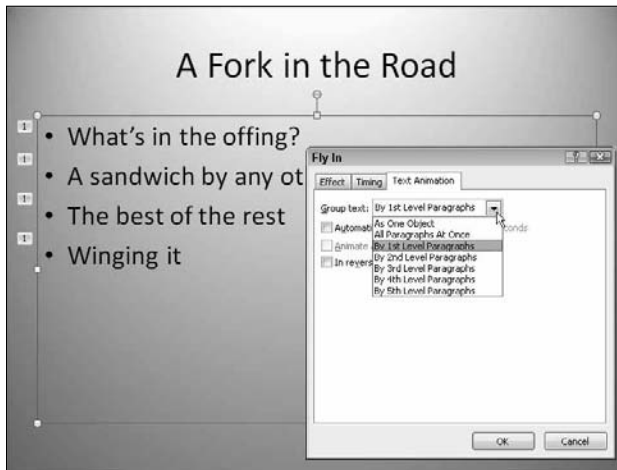 A Fork in the Road
1
• What's in the offing?
1
• A sandwich by any ot
1
• The best of the rest
1
• Winging it
Fly In
Effect Timing Text Animation
Group text: By 1st Level Paragraphs
As One Object
All Paragraphs At Once
By 1st Level Paragraphs
By 2nd Level Paragraphs
By 3rd Level Paragraphs
By 4th Level Paragraphs
By 5th Level Paragraphs
Automati conds
Animate
In revers
OK Cancel